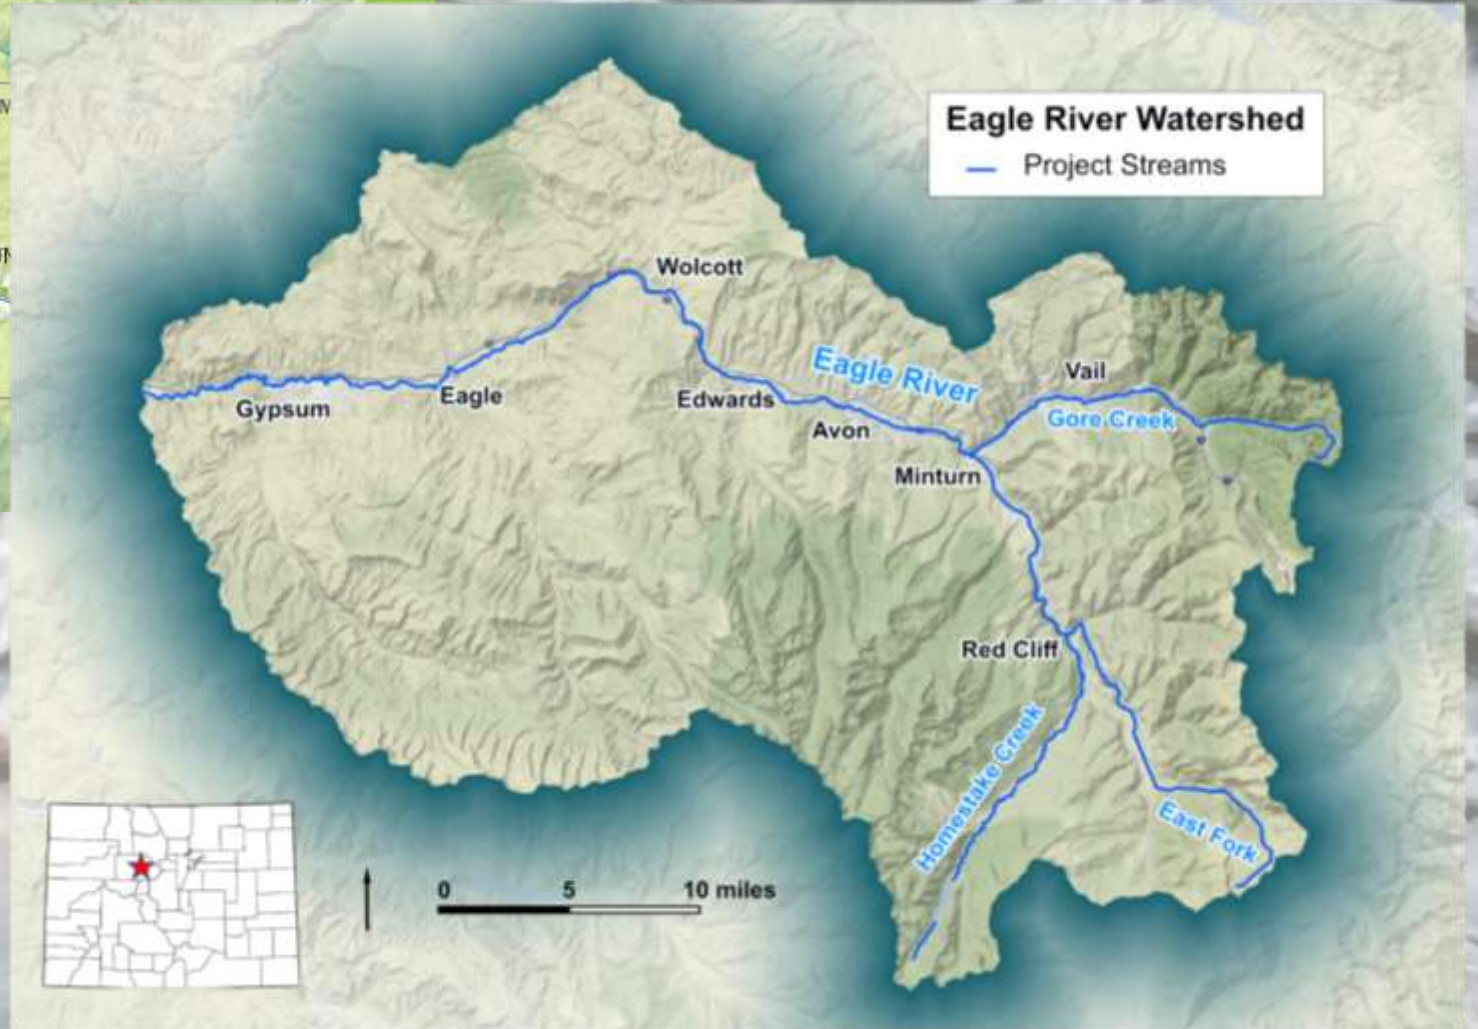 Eagle River Watershed
Project Streams
Wolcott
Eagle River
Vail
Gore Creek
Gypsum
Eagle
Edwards
Avon
Minturn
Red Cliff
Homestake Creek
East Fork
0 5 10 miles